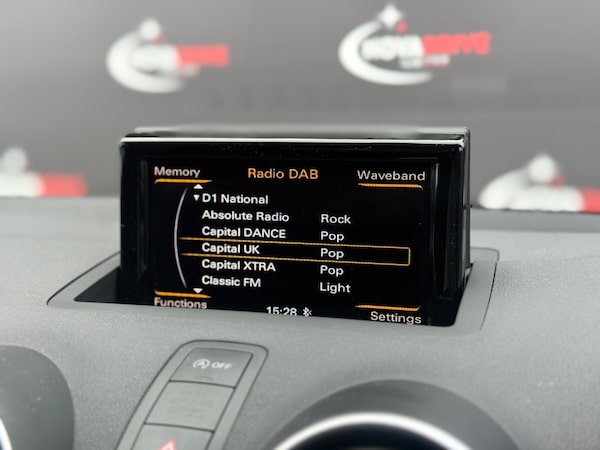 NOVADRIVE
Memory
Radio DAB
Waveband
▼ D1 National
Absolute Radio Rock
Capital DANCE Pop
Capital UK Pop
Capital XTRA Pop
Classic FM Light
Functions
15:28
Settings
A OFF